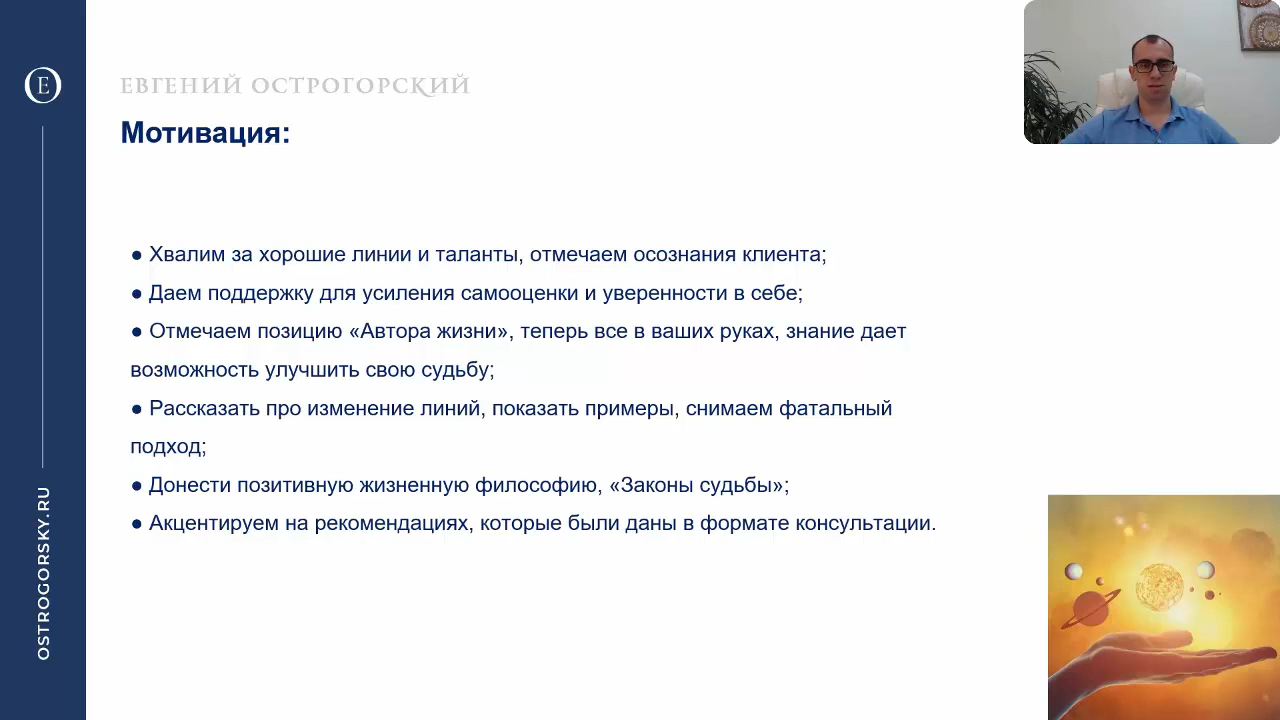 ЕВГЕНИЙ ОСТРОГОРСКИЙ
Мотивация:
● Хвалим за хорошие линии и таланты, отмечаем осознания клиента;
● Даем поддержку для усиления самооценки и уверенности в себе;
● Отмечаем позицию «Автора жизни», теперь все в ваших руках, знание дает
возможность улучшить свою судьбу;
● Рассказать про изменение линий, показать примеры, снимаем фатальный
подход;
● Донести позитивную жизненную философию, «Законы судьбы»;
● Акцентируем на рекомендациях, которые были даны в формате консультации.
OSTROGORSKY.RU